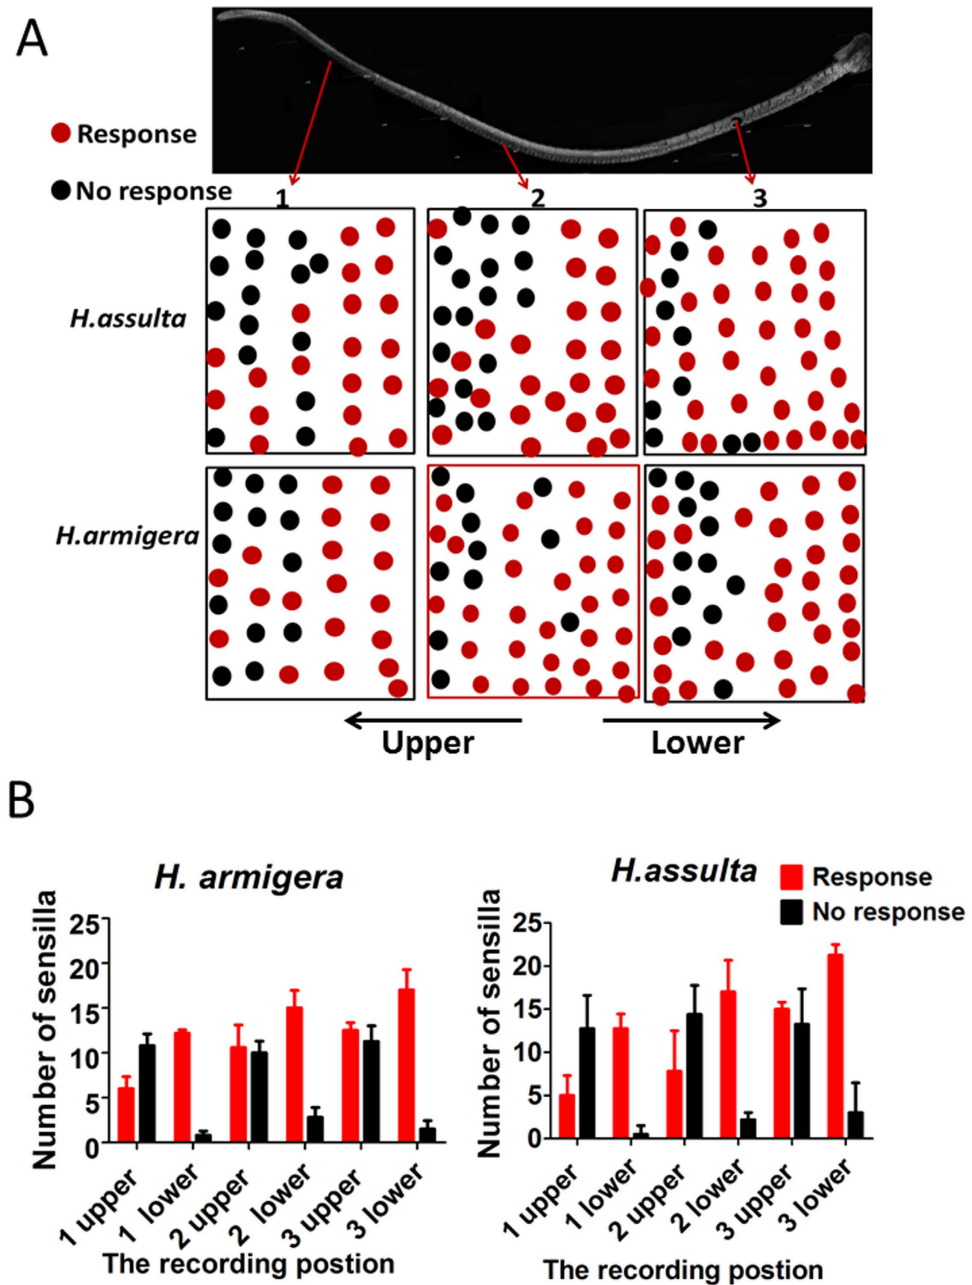 A
Response
No response
1
2
3
H.assulta
H.armigera
Upper
Lower
B
H. armigera
H.assulta
Response
No response
Number of sensilla
25
20
15
10
5
0
1 upper
1 lower
2 upper
2 lower
3 upper
3 lower
The recording postion
Number of sensilla
25
20
15
10
5
0
1 upper
1 lower
2 upper
2 lower
3 upper
3 lower
The recording postion